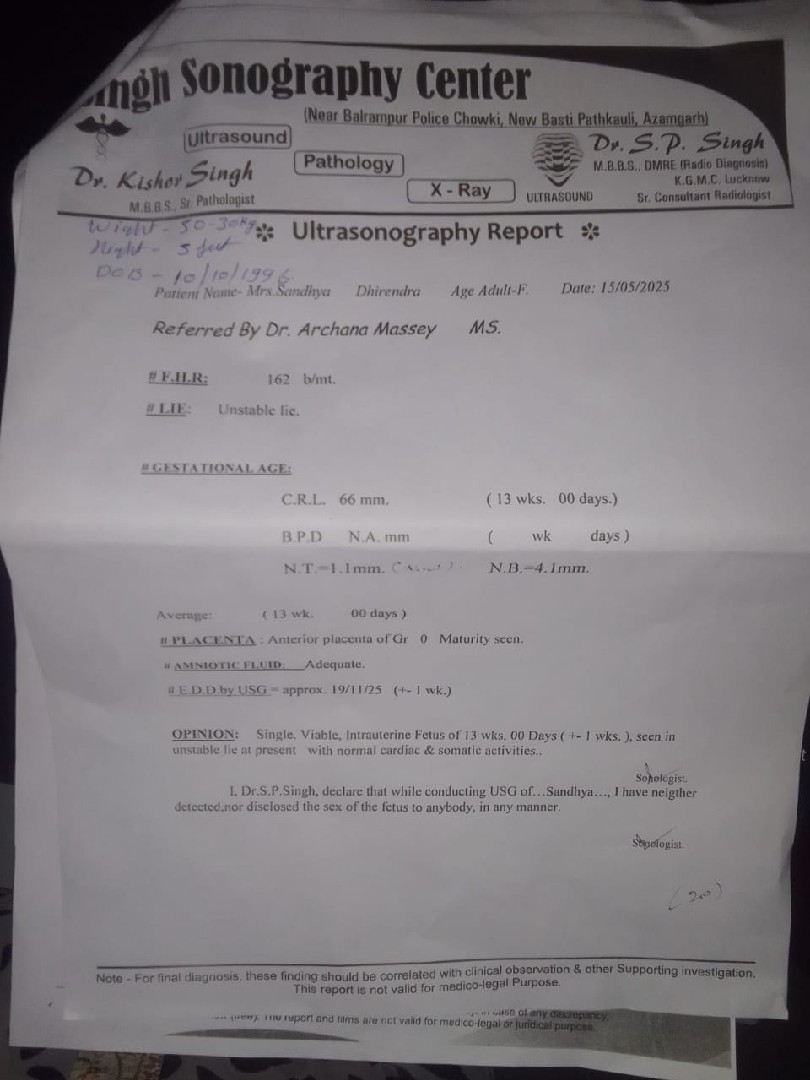 Singh Sonography Center
(Near Balrampur Police Chowki, New Basti Pathkauli, Azamgarh)
Ultrasound
Pathology
X - Ray
ULTRASOUND
Dr. Kishor Singh
M.B.B.S., Sr. Pathologist
Dr. S.P. Singh
M.B.B.S., DMRE (Radio Diagnosis)
K.G.M.C. Lucknow
Sr. Consultant Radiologist
Wight - 50-30kg
Hight - 5 feet
DOB - 10/10/1996
* Ultrasonography Report *
Patient Name- Mrs.Sandhya Dhirendra Age Adult-F. Date: 15/05/2025
Referred By Dr. Archana Massey MS.
# F.H.R: 162 b/mt.
# LIE: Unstable lie.
# GESTATIONAL AGE:
C.R.L. 66 mm. ( 13 wks. 00 days.)
B.P.D N.A. mm ( wk days )
N.T.=1.1mm. N.B.=4.1mm.
Average: ( 13 wk. 00 days )
# PLACENTA : Anterior placenta of Gr 0 Maturity seen.
# AMNIOTIC FLUID: Adequate.
# E.D.D by USG = approx. 19/11/25 (+- 1 wk.)
OPINION: Single, Viable, Intrauterine Fetus of 13 wks, 00 Days ( +- 1 wks. ), seen in
unstable lie at present with normal cardiac & somatic activities..
Sonologist.
I, Dr.S.P.Singh, declare that while conducting USG of...Sandhya..., I have neigther
detected,nor disclosed the sex of the fetus to anybody, in any manner.
Sonologist
Note - For final diagnosis, these finding should be correlated with clinical observation & other Supporting investigation.
This report is not valid for medico-legal Purpose.
case of any discrepancy
The report and films are not valid for medico-legal or juridical purpose.